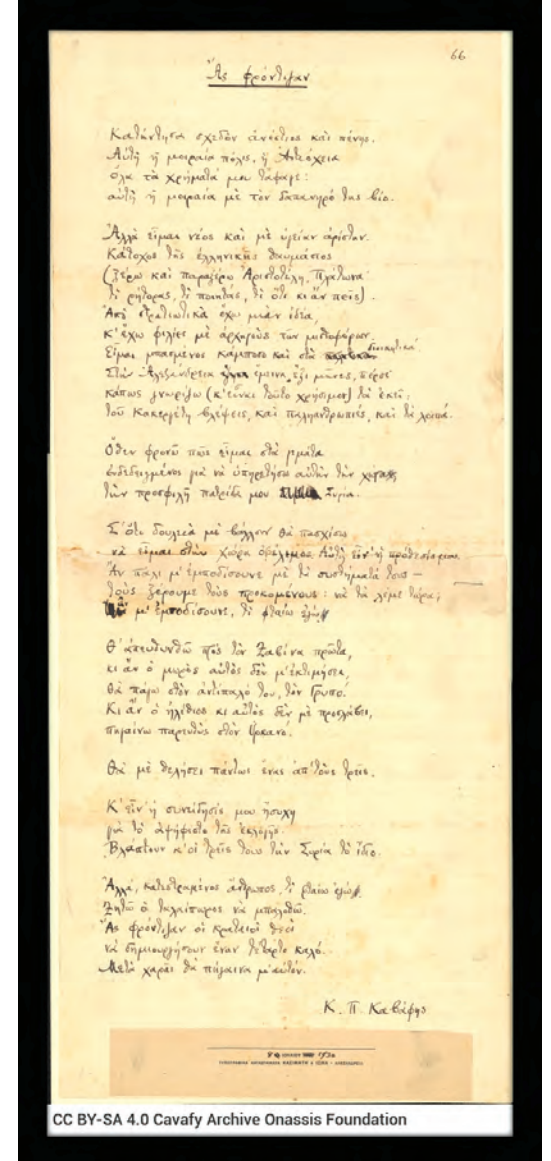 66
Ἂς φρόντιζαν
Κατήντησα σχεδὸν ἀνέστιος καὶ πένης.
Αὐτὴ ἡ μοιραία πόλις, ἡ Ἀντιόχεια
ὅλα τὰ χρήματά μου τἄφαγε:
αὐτὴ ἡ μοιραία μὲ τὸν δαπανηρό της βίο.
Ἀλλὰ εἶμαι νέος καὶ μὲ ὑγείαν ἀρίστην.
Κάτοχος τῆς ἑλληνικῆς θαυμάσιος
(ξέρω καὶ παραξέρω Ἀριστοτέλη, Πλάτωνα·
τί ρήτορας, τί ποιητάς, τί ὅτι κι ἂν πεῖς).
Ἀπὸ στρατιωτικὰ ἔχω μιὰν ἰδέα,
κ' ἔχω φιλίες μὲ ἀρχηγοὺς τῶν μισθοφόρων.
Εἶμαι μπασμένος κάμποσο καὶ στὰ διοικητικά.
Στὴν Ἀλεξάνδρεια ἔμεινα ἕξι μῆνες, πέρσι·
κάπως γνωρίζω (κ' εἶναι τοῦτο χρήσιμον) τὰ ἐκεῖ:
τοῦ Κακεργέτη βλέψεις, καὶ παληανθρωπιές, καὶ τὰ λοιπά.
Ὅθεν φρονῶ πὼς εἶμαι στὰ γεμάτα
ἐνδεδειγμένος γιὰ νὰ ὑπηρετήσω αὐτὴν τὴν χώρα,
τὴν προσφιλῆ πατρίδα μου Συρία.
Σ' ὅτι δουλειὰ μὲ βάλλουν θὰ πασχίσω
νὰ εἶμαι στὴν χώρα ὠφέλιμος. Αὐτὴ εἶν' ἡ πρόθεσίς μου.
Ἂν πάλι μ' ἐμποδίσουνε μὲ τὰ συστήματά τους —
τοὺς ξέρουμε τοὺς προκομένους: νὰ τὰ λέμε τώρα;
ἂν μ' ἐμποδίσουνε, τί φταίω ἐγώ.
Θ' ἀπευθυνθῶ πρὸς τὸν Ζαβίνα πρῶτα,
κι ἂν ὁ μωρὸς αὐτὸς δὲν μ' ἐκτιμήσει,
θὰ πάγω στὸν ἀντίπαλό του, τὸν Γρυπό.
Κι ἂν ὁ ἠλίθιος κι αὐτὸς δὲν μὲ προσλάβει,
πηγαίνω παρευθὺς στὸν Ὑρκανό.
Θὰ μὲ θελήσει πάντως ἕνας ἀπ' τοὺς τρεῖς.
Κ' εἶν' ἡ συνείδησίς μου ἥσυχη
γιὰ τὸ ἀψήφιστο τῆς ἐκλογῆς.
Βλάπτουν κ' οἱ τρεῖς τους τὴν Συρία τὸ ἴδιο.
Ἀλλά, κατεστραμένος ἄνθρωπος, τί φταίω ἐγώ.
Ζητῶ ὁ ταλαίπωρος νὰ μπαλωθῶ.
Ἂς φρόντιζαν οἱ κραταιοὶ θεοὶ
νὰ δημιουργήσουν ἕναν τέταρτο καλό.
Μετὰ χαρᾶς θὰ πήγαινα μ' αὐτόν.
Κ. Π. Καβάφης
CC BY-SA 4.0 Cavafy Archive Onassis Foundation